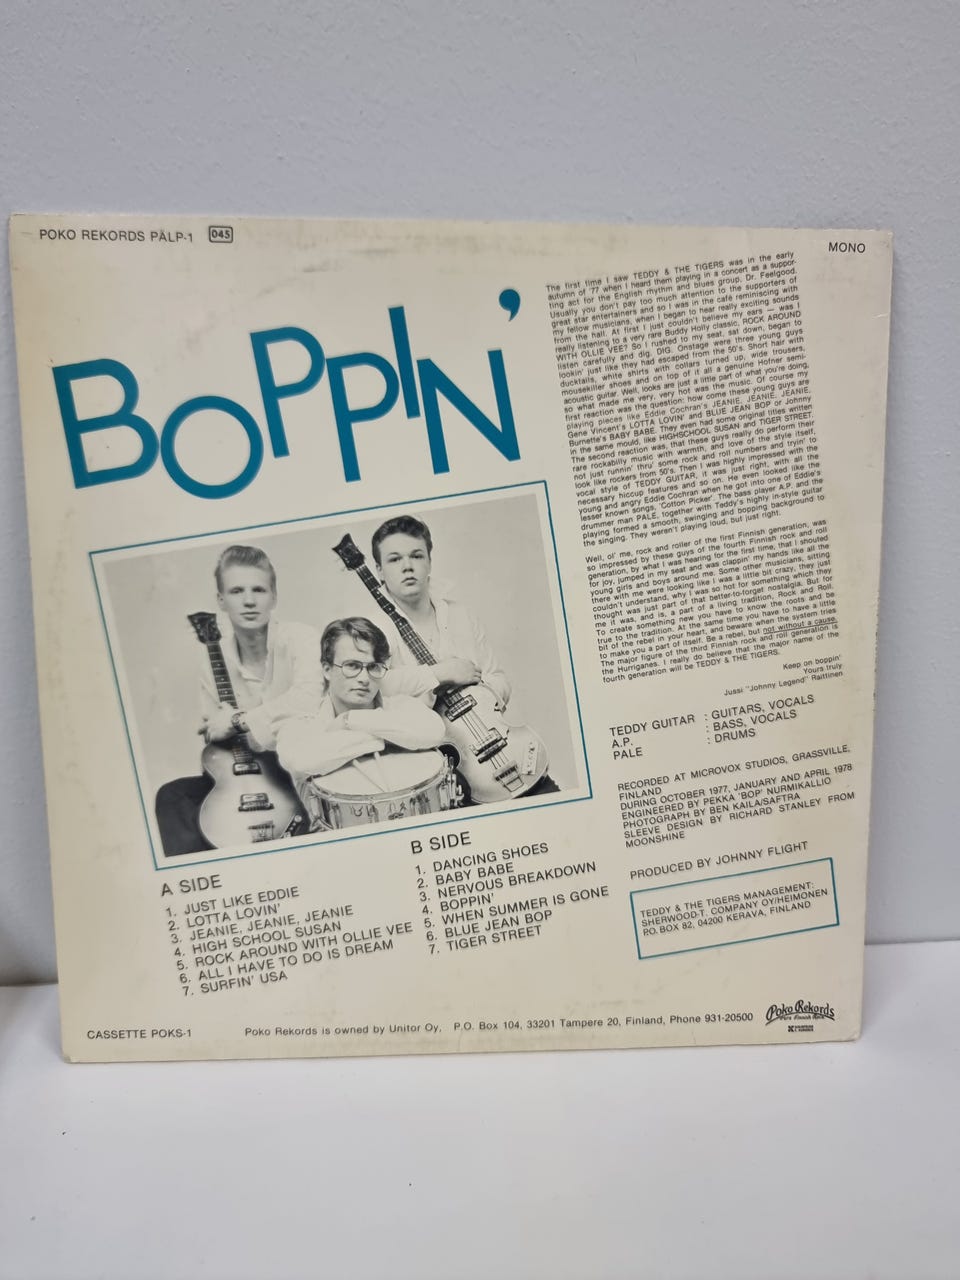 POKO REKORDS PÄLP-1 045
MONO
BOPPIN'
The first time I saw TEDDY & THE TIGERS was in the early
autumn of '77 when I heard them playing in a concert as a suppor-
ting act for the English rhythm and blues group, Dr. Feelgood.
Usually you don't pay too much attention to the supporters of
great star entertainers and so I was in the café reminiscing with
my fellow musicians, when I began to hear really exciting sounds
from the hall. At first I just couldn't believe my ears — was I
really listening to a very rare Buddy Holly classic, ROCK AROUND
WITH OLLIE VEE? So I rushed to my seat, sat down, began to
listen carefully and dig, DIG. Onstage were three young guys
lookin' just like they had escaped from the 50's. Short hair with
ducktails, white shirts with collars turned up, wide trousers,
mousekiller shoes and on top of it all a genuine Hofner semi-
acoustic guitar. Well, looks are just a little part of what you're doing,
so what made me very, very hot was the music. Of course my
first reaction was the question: how come these young guys are
playing pieces like Eddie Cochran's JEANIE, JEANIE, JEANIE,
Gene Vincent's LOTTA LOVIN' and BLUE JEAN BOP or Johnny
Burnette's BABY BABE. They even had some original titles written
in the same mould, like HIGHSCHOOL SUSAN and TIGER STREET.
The second reaction was, that these guys really do perform their
rare rockabilly music with warmth, and love of the style itself,
not just runnin' thru' some rock and roll numbers and tryin' to
look like rockers from 50's. Then I was highly impressed with the
vocal style of TEDDY GUITAR, it was just right, with all the
necessary hiccup features and so on. He even looked like the
young and angry Eddie Cochran when he got into one of Eddie's
lesser known songs, 'Cotton Picker'. The bass player A.P. and the
drummer man PALE, together with Teddy's highly in-style guitar
playing formed a smooth, swinging and bopping background to
the singing. They weren't playing loud, but just right.
Well, ol' me, rock and roller of the first Finnish generation, was
so impressed by these guys of the fourth Finnish rock and roll
generation, by what I was hearing for the first time, that I shouted
for joy, jumped in my seat and was clappin' my hands like all the
young girls and boys around me. Some other musicians, sitting
there with me were looking like I was a little bit crazy, they just
couldn't understand, why I was so hot for something which they
thought was just part of that better-to-forget nostalgia. But for
me it was, and is, a part of a living tradition, Rock and Roll.
To create something new you have to know the roots and be
true to the tradition. At the same time you have to have a little
bit of the rebel in your heart, and beware when the system tries
to make you a part of itself. Be a rebel, but not without a cause.
The major figure of the third Finnish rock and roll generation is
the Hurriganes. I really do believe that the major name of the
fourth generation will be TEDDY & THE TIGERS.
Keep on boppin'
Yours truly
Jussi "Johnny Legend" Raittinen
TEDDY GUITAR : GUITARS, VOCALS
A.P. : BASS, VOCALS
PALE : DRUMS
RECORDED AT MICROVOX STUDIOS, GRASSVILLE,
FINLAND
DURING OCTOBER 1977, JANUARY AND APRIL 1978
ENGINEERED BY PEKKA 'BOP' NURMIKALLIO
PHOTOGRAPH BY BEN KAILA/SAFTRA
SLEEVE DESIGN BY RICHARD STANLEY FROM
MOONSHINE
PRODUCED BY JOHNNY FLIGHT
TEDDY & THE TIGERS MANAGEMENT:
SHERWOOD-T. COMPANY OY/HEIMONEN
P.O. BOX 82, 04200 KERAVA, FINLAND
A SIDE
1. JUST LIKE EDDIE
2. LOTTA LOVIN'
3. JEANIE, JEANIE, JEANIE
4. HIGH SCHOOL SUSAN
5. ROCK AROUND WITH OLLIE VEE
6. ALL I HAVE TO DO IS DREAM
7. SURFIN' USA
B SIDE
1. DANCING SHOES
2. BABY BABE
3. NERVOUS BREAKDOWN
4. BOPPIN'
5. WHEN SUMMER IS GONE
6. BLUE JEAN BOP
7. TIGER STREET
CASSETTE POKS-1
Poko Rekords is owned by Unitor Oy, P.O. Box 104, 33201 Tampere 20, Finland, Phone 931-20500
Poko Rekords